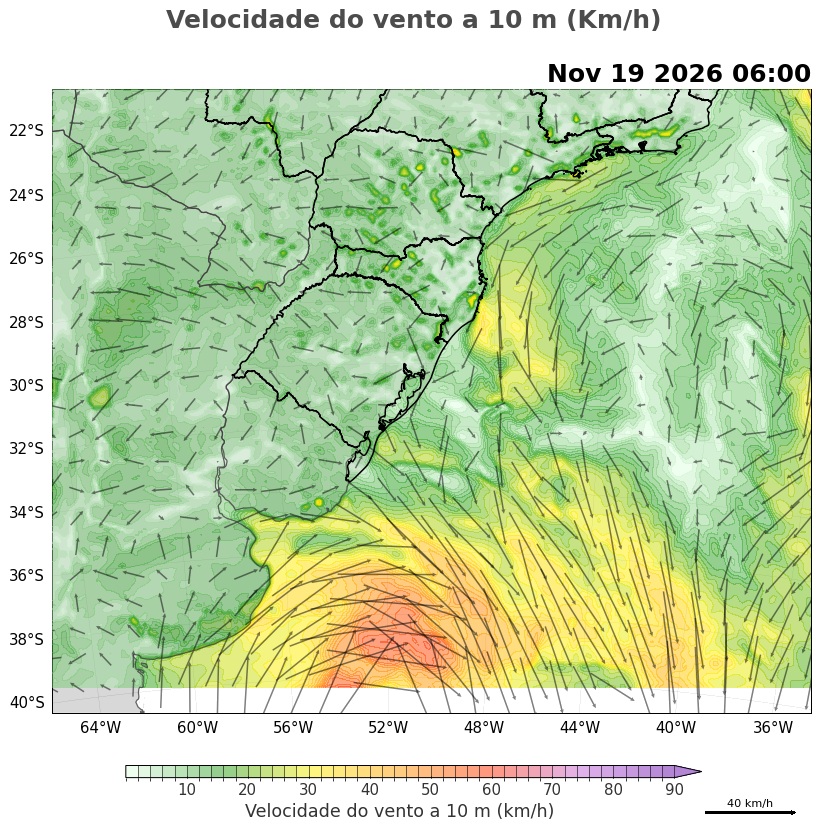 Velocidade do vento a 10 m (Km/h)
Nov 19 2026 06:00
22°S
24°S
26°S
28°S
30°S
32°S
34°S
36°S
38°S
40°S
64°W 60°W 56°W 52°W 48°W 44°W 40°W 36°W
10 20 30 40 50 60 70 80 90
Velocidade do vento a 10 m (km/h)
40 km/h